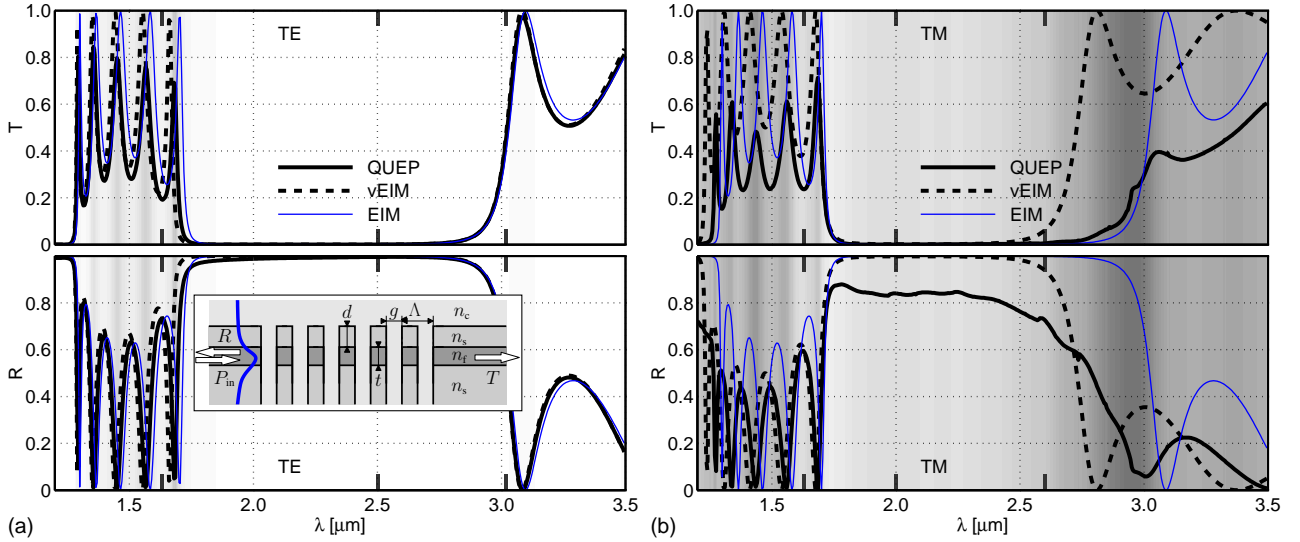 1.0
0.8
0.6
0.4
0.2
0
T
TE
QUEP
vEIM
EIM
0.8
0.6
0.4
0.2
0
R
TE
d
g
Λ
n_c
R
n_s
n_f
P_in
t
T
n_s
1.5
2.0
2.5
3.0
3.5
(a)
λ [μm]
1.0
0.8
0.6
0.4
0.2
0
T
TM
QUEP
vEIM
EIM
0.8
0.6
0.4
0.2
0
R
TM
1.5
2.0
2.5
3.0
3.5
(b)
λ [μm]